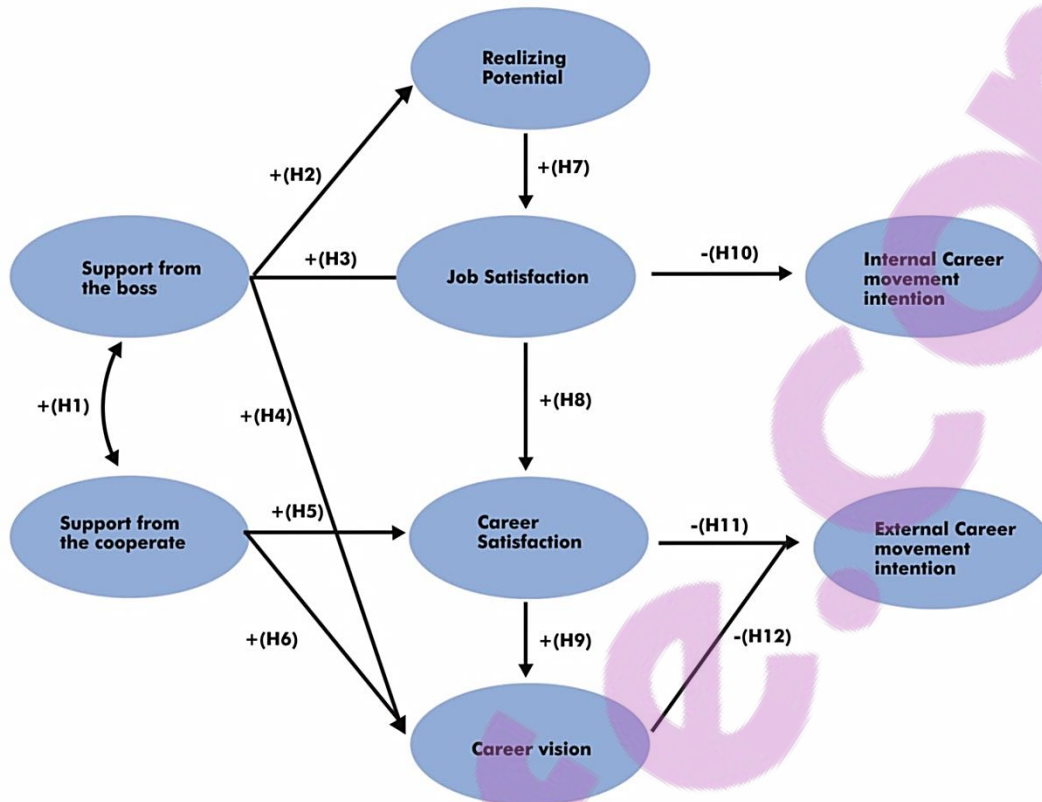 Realizing
Potential
+(H2)
+(H7)
Support from
the boss
+(H3)
Job Satisfaction
-(H10)
Internal Career
movement
intention
+(H1)
+(H4)
+(H8)
Support from
the cooperate
+(H5)
Career
Satisfaction
-(H11)
External Career
movement
intention
+(H6)
+(H9)
-(H12)
Career vision
e.com